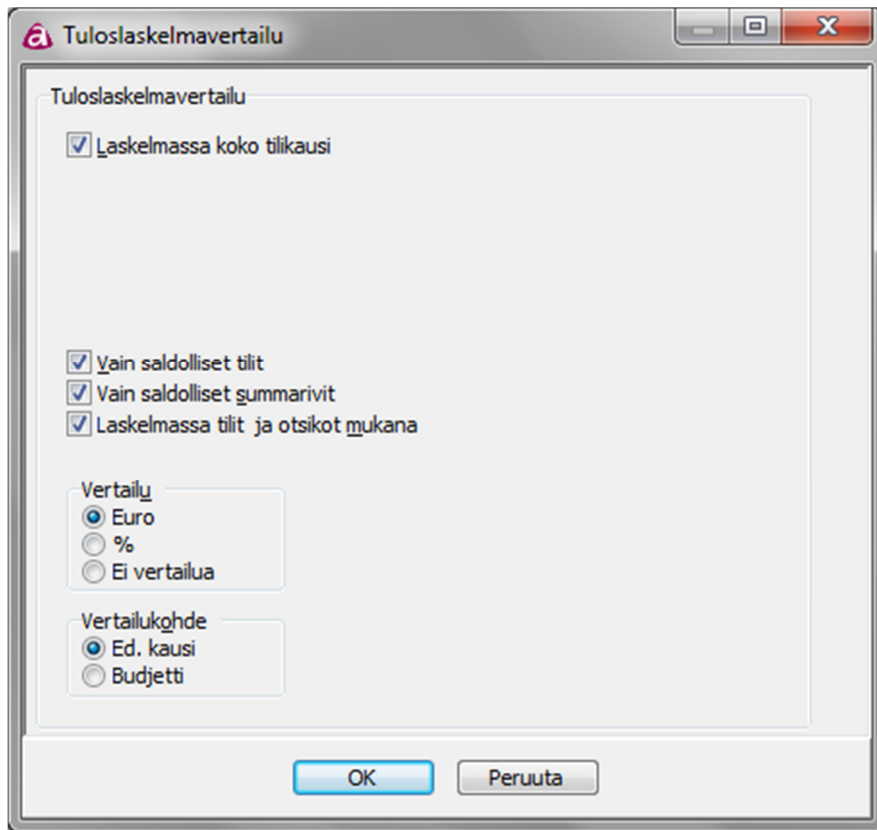 Tuloslaskelmavertailu
Tuloslaskelmavertailu
Laskelmassa koko tilikausi
Vain saldolliset tilit
Vain saldolliset summarivit
Laskelmassa tilit ja otsikot mukana
Vertailu
Euro
%
Ei vertailua
Vertailukohde
Ed. kausi
Budjetti
OK Peruuta